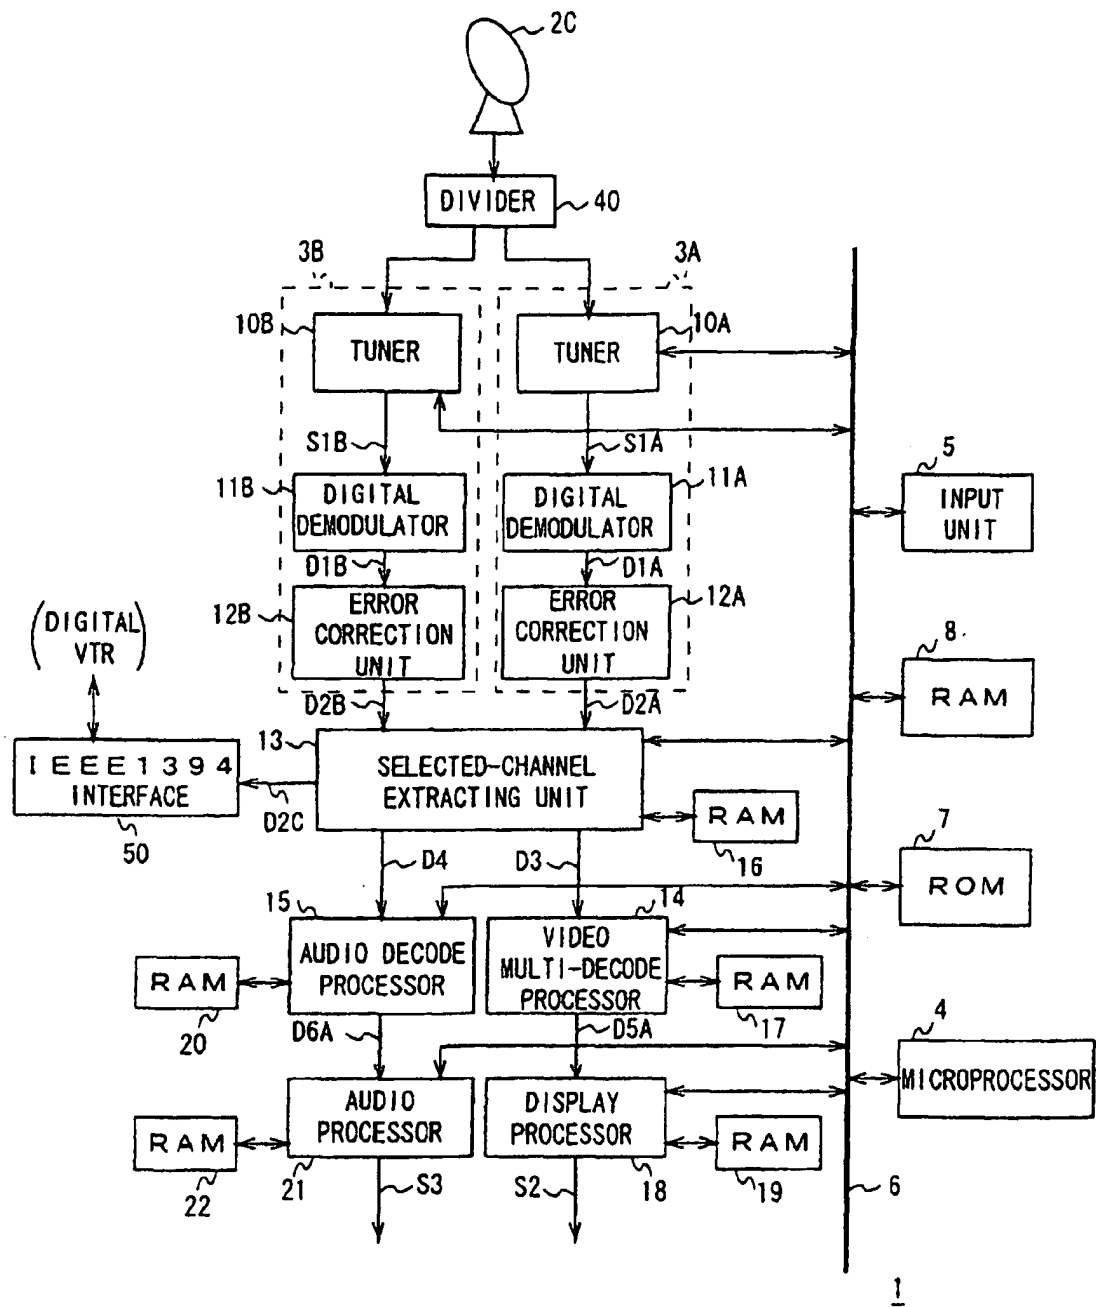 2C
DIVIDER
40
3B
3A
10B
TUNER
TUNER
10A
S1B
S1A
11B
DIGITAL
DEMODULATOR
DIGITAL
DEMODULATOR
11A
5
INPUT
UNIT
D1B
D1A
12B
ERROR
CORRECTION
UNIT
ERROR
CORRECTION
UNIT
12A
(DIGITAL
VTR)
8
RAM
D2B
D2A
13
SELECTED-CHANNEL
EXTRACTING UNIT
IEEE1394
INTERFACE
50
D2C
RAM
16
D4
D3
7
ROM
15
AUDIO DECODE
PROCESSOR
14
VIDEO
MULTI-DECODE
PROCESSOR
RAM
20
RAM
17
D6A
D5A
4
MICROPROCESSOR
AUDIO
PROCESSOR
21
DISPLAY
PROCESSOR
18
RAM
22
RAM
19
S3
S2
6
1